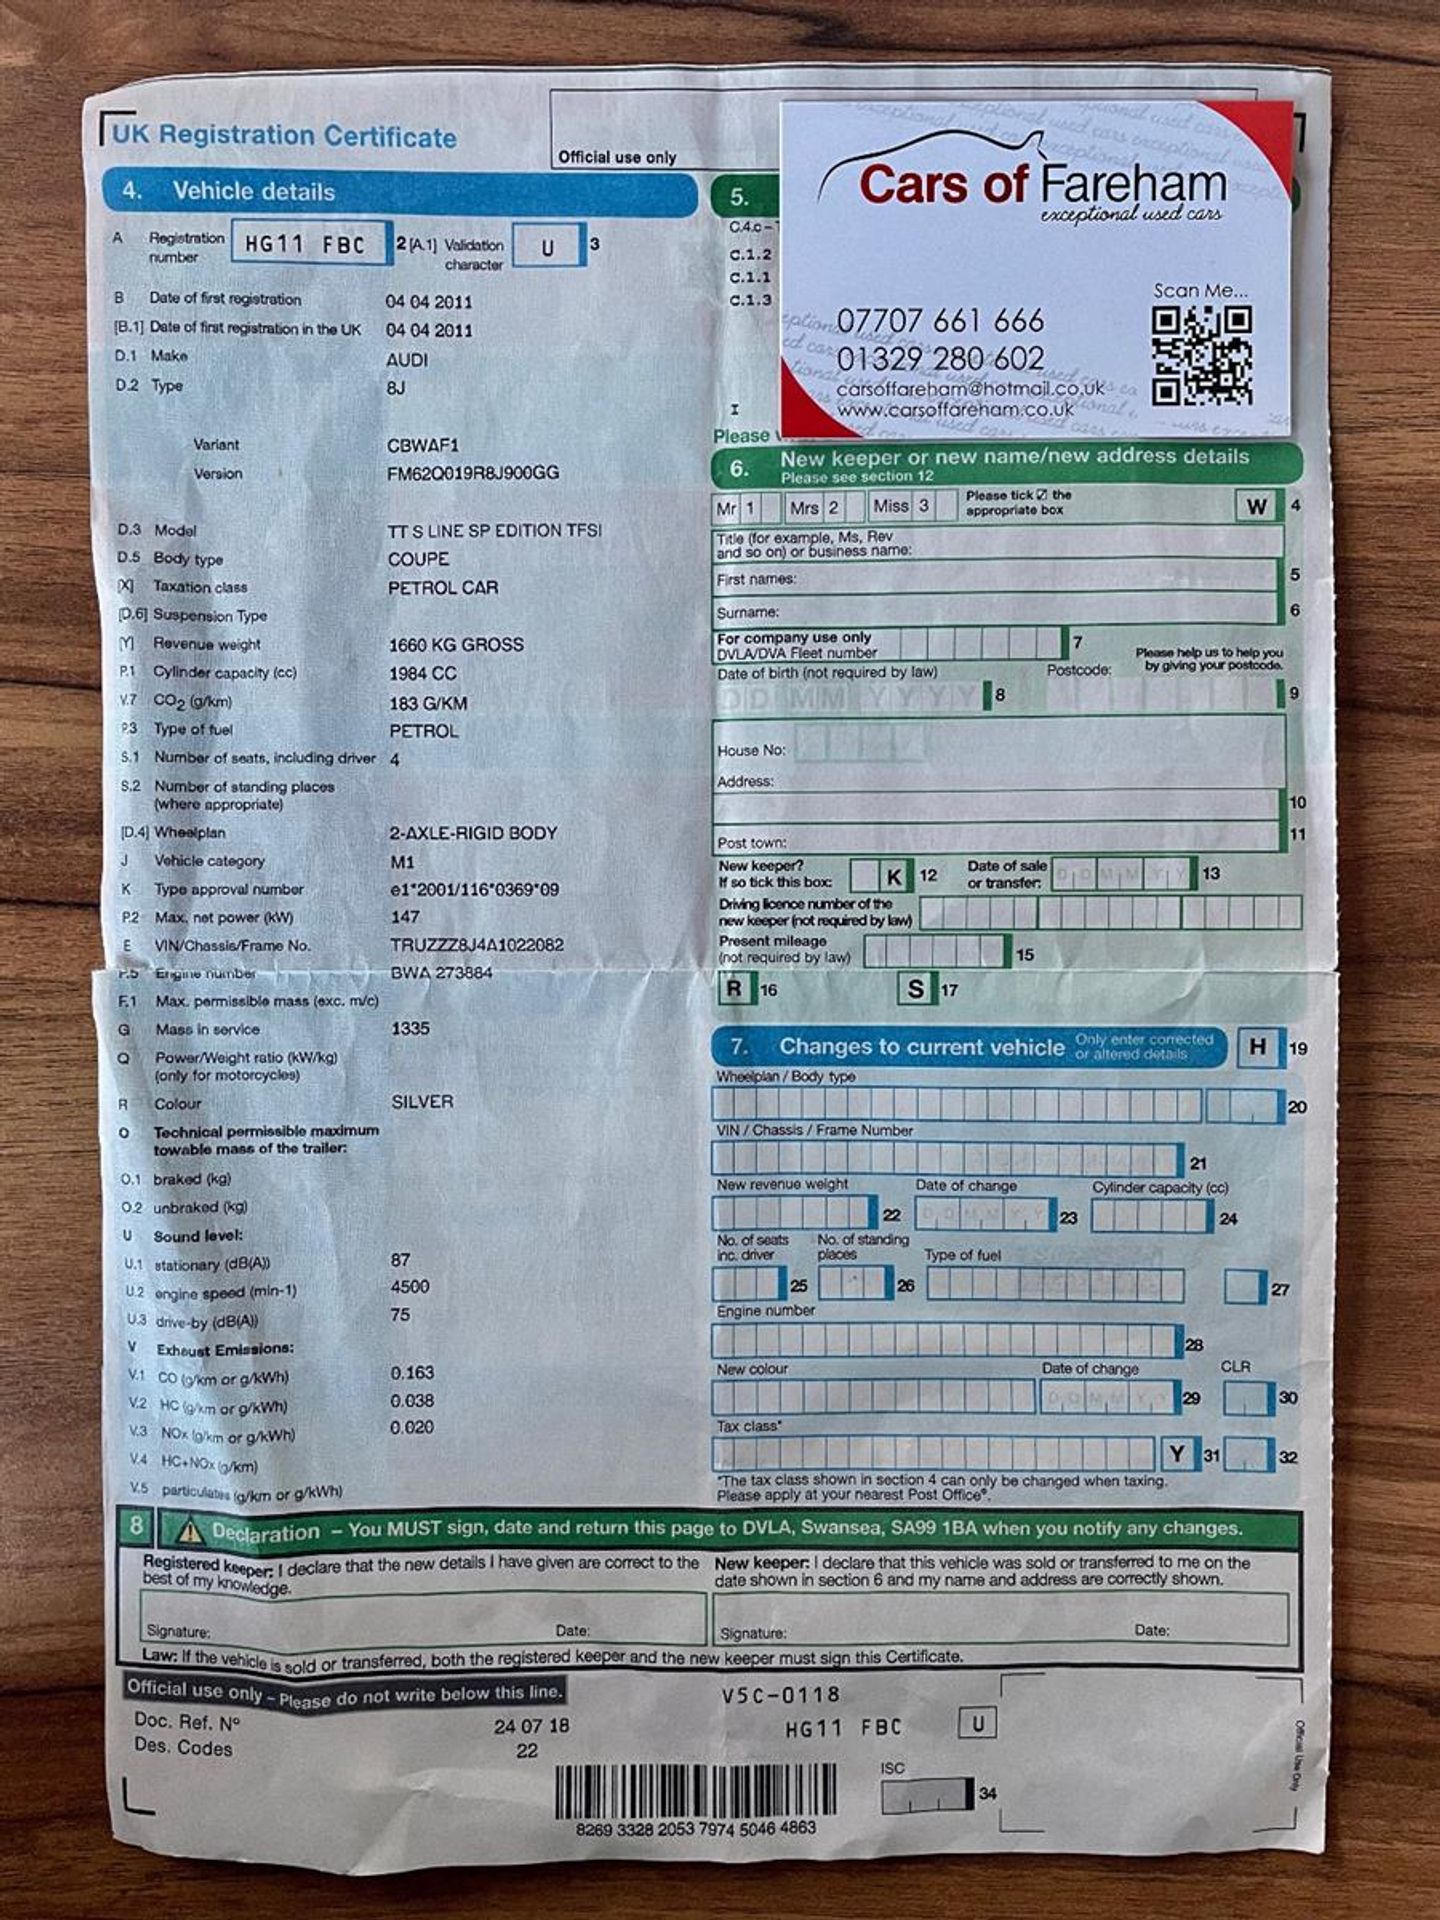 UK Registration Certificate
Official use only
4. Vehicle details
A Registration number HG11 FBC 2 [A.1] Validation character U 3
B Date of first registration 04 04 2011
[B.1] Date of first registration in the UK 04 04 2011
D.1 Make AUDI
D.2 Type 8J
Variant CBWAF1
Version FM62Q019R8J900GG
D.3 Model TT S LINE SP EDITION TFSI
D.5 Body type COUPE
[X] Taxation class PETROL CAR
[D.6] Suspension Type
[Y] Revenue weight 1660 KG GROSS
P.1 Cylinder capacity (cc) 1984 CC
V.7 CO2 (g/km) 183 G/KM
P.3 Type of fuel PETROL
S.1 Number of seats, including driver 4
S.2 Number of standing places
(where appropriate)
[D.4] Wheelplan 2-AXLE-RIGID BODY
J Vehicle category M1
K Type approval number e1*2001/116*0369*09
P.2 Max. net power (kW) 147
E VIN/Chassis/Frame No. TRUZZZ8J4A1022082
P.5 Engine number BWA 273884
F.1 Max. permissible mass (exc. m/c)
G Mass in service 1335
Q Power/Weight ratio (kW/kg)
(only for motorcycles)
R Colour SILVER
O Technical permissible maximum
towable mass of the trailer:
O.1 braked (kg)
O.2 unbraked (kg)
U Sound level:
U.1 stationary (dB(A)) 87
U.2 engine speed (min-1) 4500
U.3 drive-by (dB(A)) 75
V Exhaust Emissions:
V.1 CO (g/km or g/kWh) 0.163
V.2 HC (g/km or g/kWh) 0.038
V.3 NOx (g/km or g/kWh) 0.020
V.4 HC+NOx (g/km)
V.5 particulates (g/km or g/kWh)
5.
C.4.c -
C.1.2
C.1.1
C.1.3
I
Please
Cars of Fareham
exceptional used cars
Scan Me...
07707 661 666
01329 280 602
carsoffareham@hotmail.co.uk
www.carsoffareham.co.uk
6. New keeper or new name/new address details
Please see section 12
Mr 1 Mrs 2 Miss 3 Please tick ☑ the appropriate box W 4
Title (for example, Ms, Rev
and so on) or business name:
First names: 5
Surname: 6
For company use only
DVLA/DVA Fleet number 7 Please help us to help you
by giving your postcode.
Date of birth (not required by law) Postcode:
D D M M Y Y Y Y 8 9
House No:
Address:
10
Post town: 11
New keeper?
If so tick this box: K 12 Date of sale
or transfer: D D M M Y Y 13
Driving licence number of the
new keeper (not required by law)
Present mileage
(not required by law) 15
R 16 S 17
7. Changes to current vehicle Only enter corrected
or altered details H 19
Wheelplan / Body type
20
VIN / Chassis / Frame Number
21
New revenue weight Date of change Cylinder capacity (cc)
22 D D M M Y Y 23 24
No. of seats No. of standing
inc. driver places Type of fuel
25 26 27
Engine number
28
New colour Date of change CLR
D D M M Y Y 29 30
Tax class*
Y 31 32
*The tax class shown in section 4 can only be changed when taxing.
Please apply at your nearest Post Office®.
8 Declaration – You MUST sign, date and return this page to DVLA, Swansea, SA99 1BA when you notify any changes.
Registered keeper: I declare that the new details I have given are correct to the
best of my knowledge.
Signature: Date:
New keeper: I declare that this vehicle was sold or transferred to me on the
date shown in section 6 and my name and address are correctly shown.
Signature: Date:
Law: If the vehicle is sold or transferred, both the registered keeper and the new keeper must sign this Certificate.
Official use only – Please do not write below this line.
Doc. Ref. Nº 24 07 18
Des. Codes 22
V5C-0118
HG11 FBC U
ISC
34
8269 3328 2053 7974 5046 4863
Official Use Only